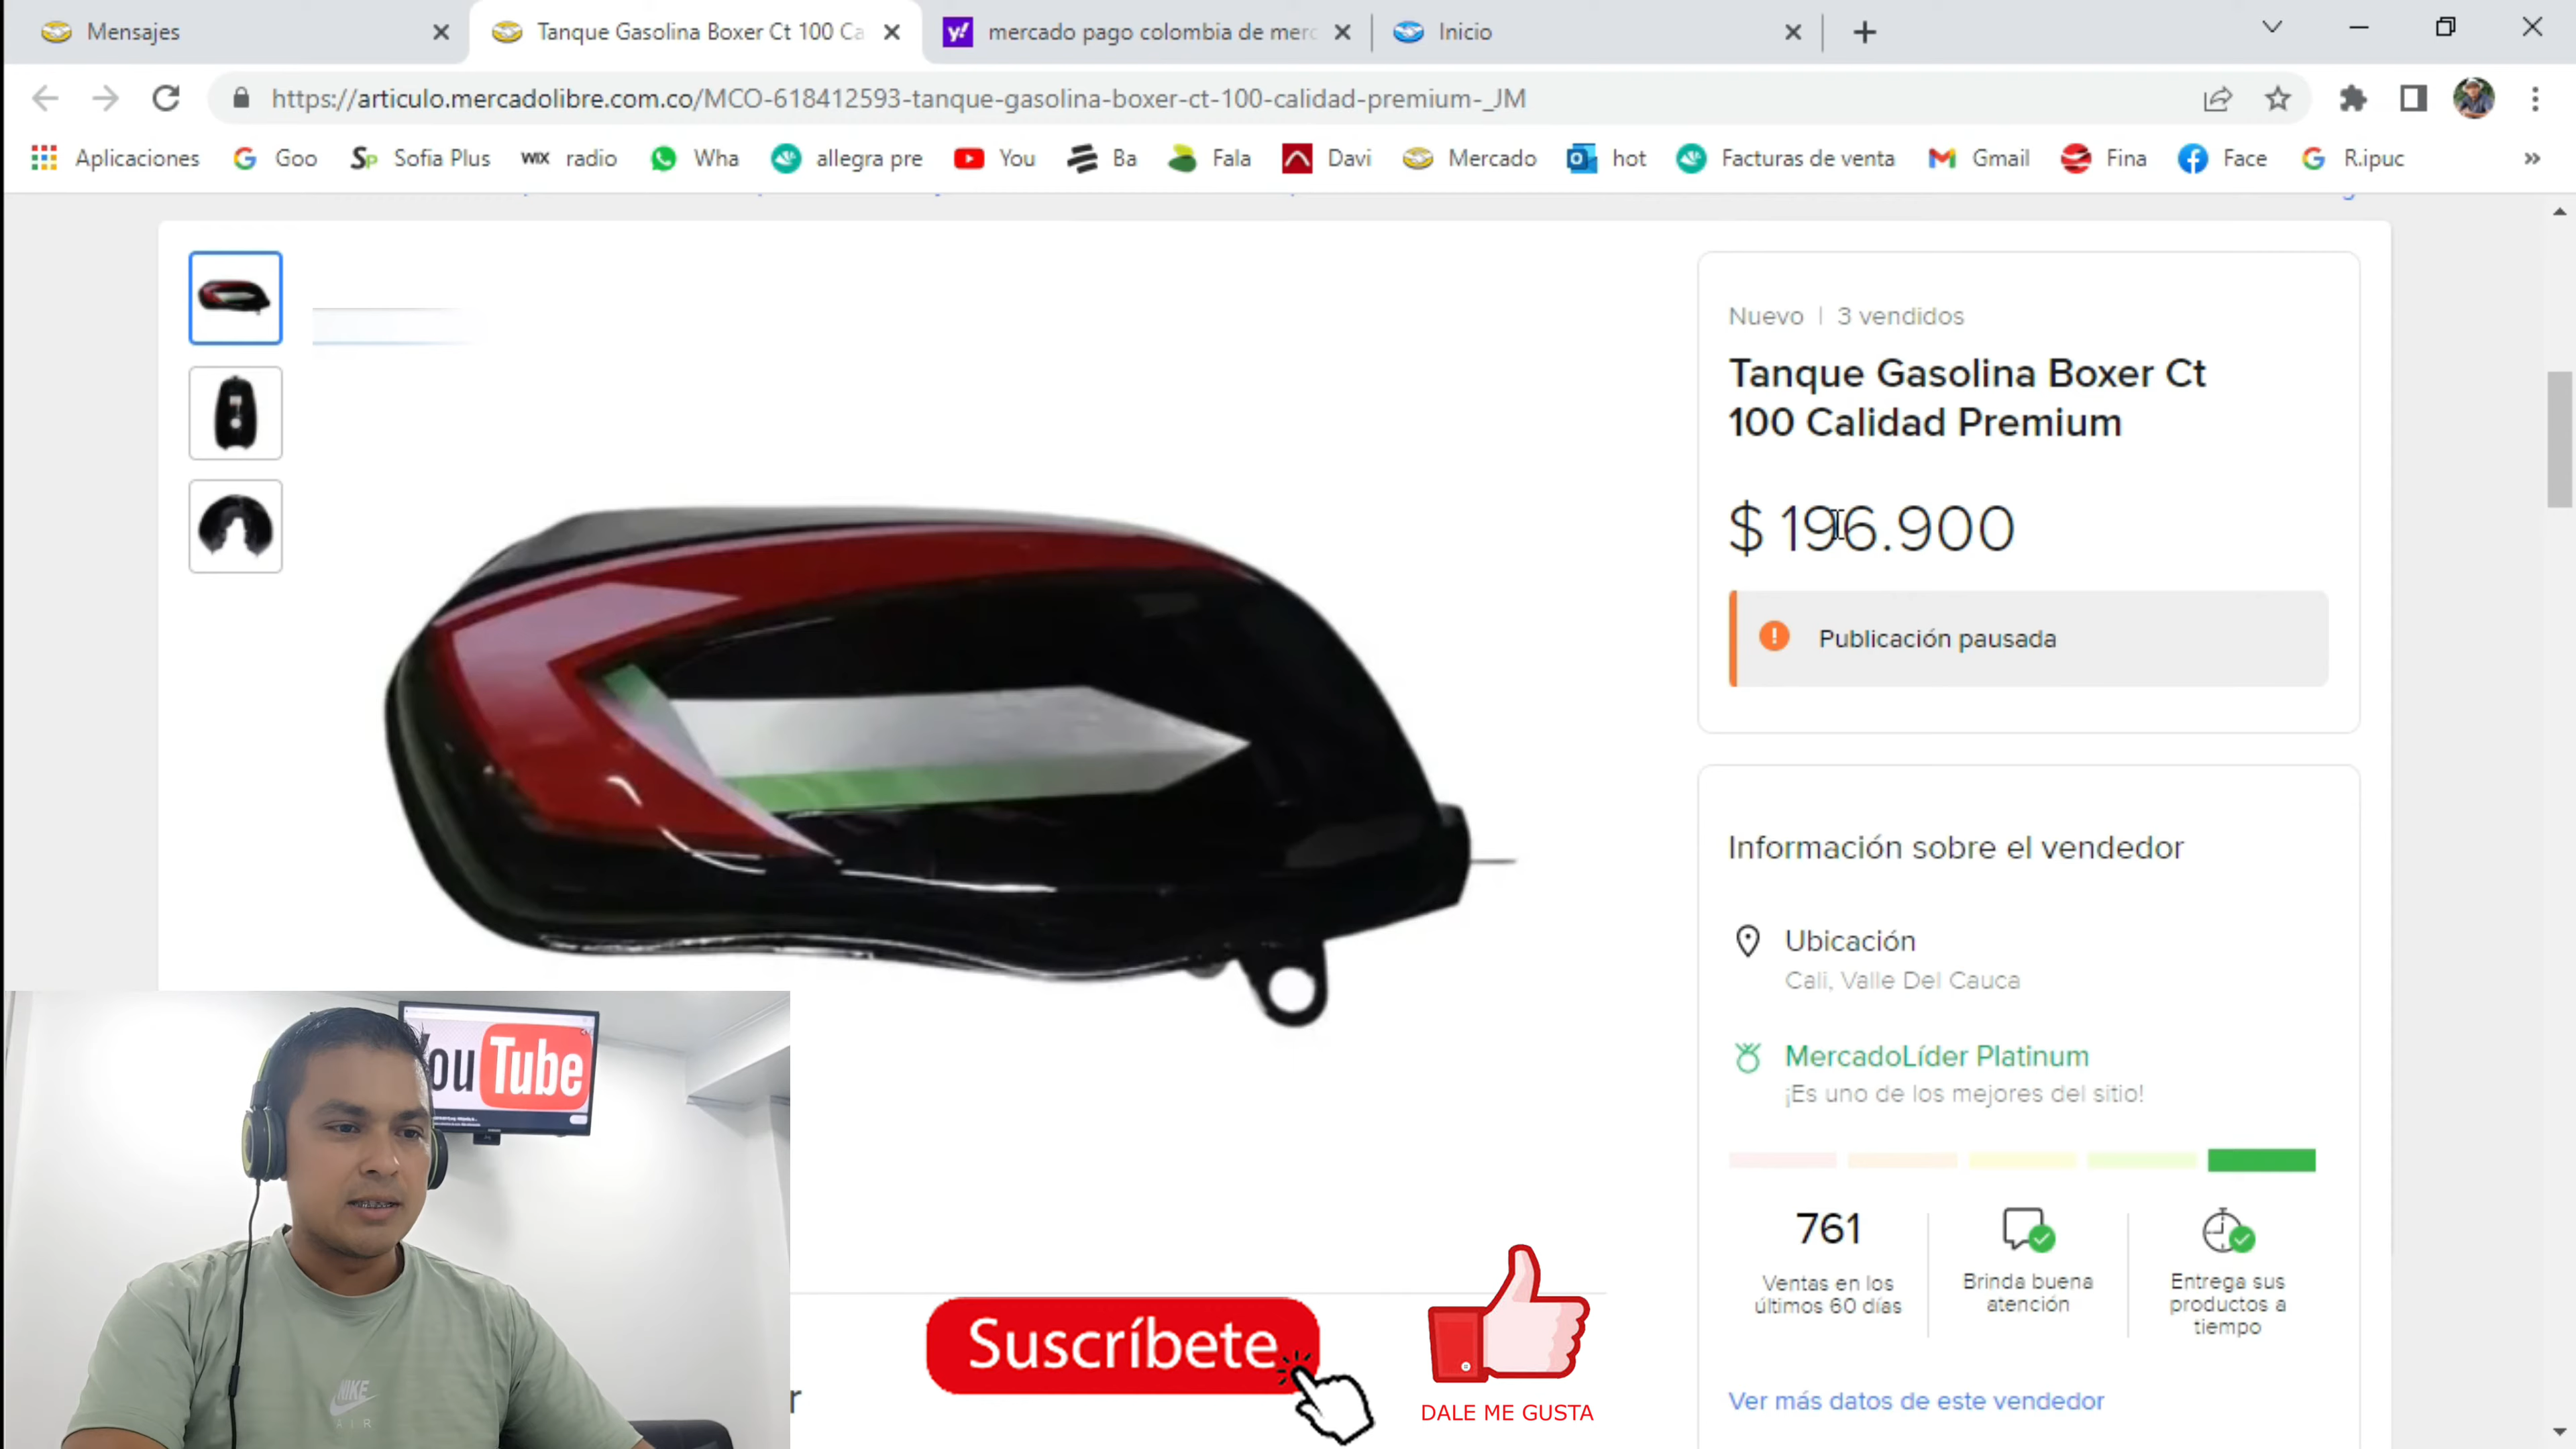 Mensajes
Tanque Gasolina Boxer Ct 100 Ca
mercado pago colombia de merc
Inicio
https://articulo.mercadolibre.com.co/MCO-618412593-tanque-gasolina-boxer-ct-100-calidad-premium-_JM
Aplicaciones
Goo
Sofia Plus
WIX radio
Wha
allegra pre
You
Ba
Fala
Davi
Mercado
hot
Facturas de venta
Gmail
Fina
Face
R.ipuc
Nuevo | 3 vendidos
Tanque Gasolina Boxer Ct
100 Calidad Premium
$ 196.900
Publicación pausada
Información sobre el vendedor
Ubicación
Cali, Valle Del Cauca
MercadoLíder Platinum
¡Es uno de los mejores del sitio!
761
Ventas en los
últimos 60 días
Brinda buena
atención
Entrega sus
productos a
tiempo
Ver más datos de este vendedor
ou Tube
NIKE
AIR
r
Suscríbete
DALE ME GUSTA